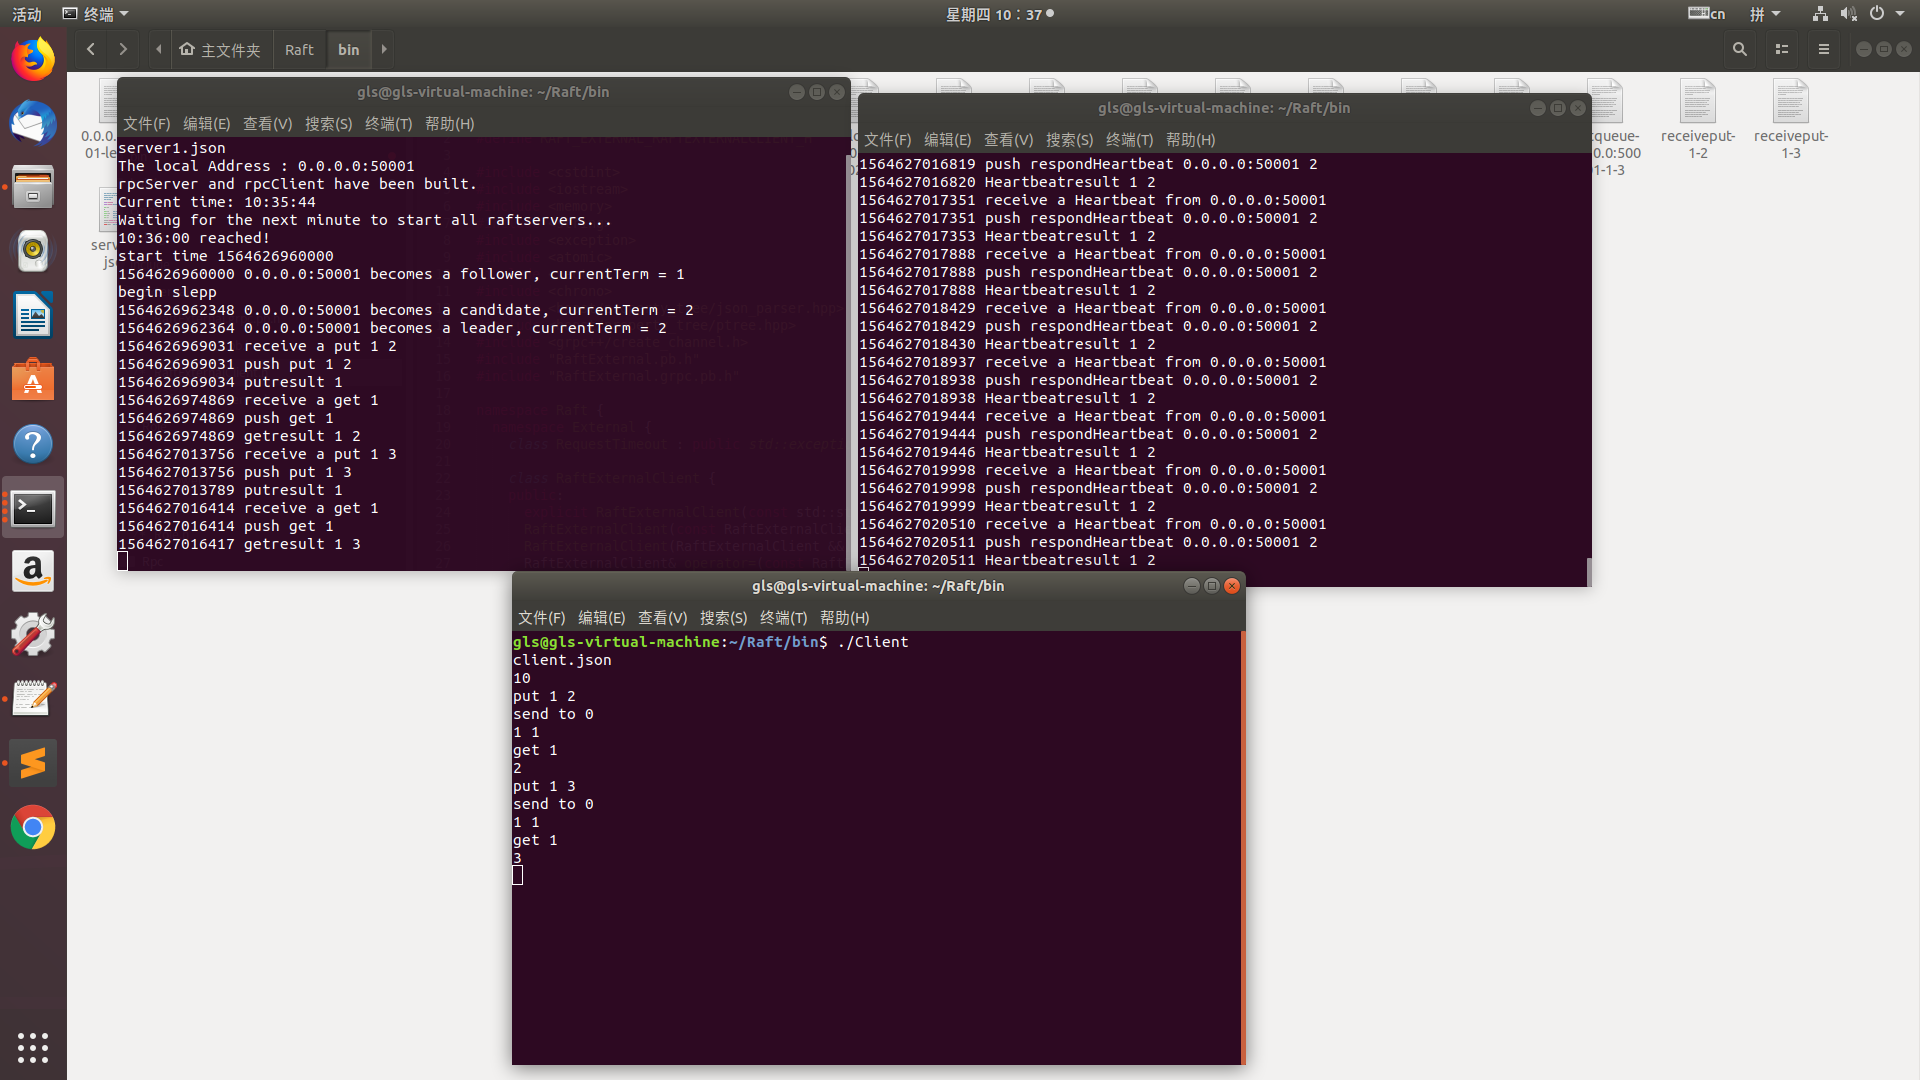 活动
终端
星期四 10：37
cn
拼
主文件夹
Raft
bin
gls@gls-virtual-machine: ~/Raft/bin
文件(F) 编辑(E) 查看(V) 搜索(S) 终端(T) 帮助(H)
server1.json
The local Address : 0.0.0.0:50001
rpcServer and rpcClient have been built.
Current time: 10:35:44
Waiting for the next minute to start all raftservers...
10:36:00 reached!
start time 1564626960000
1564626960000 0.0.0.0:50001 becomes a follower, currentTerm = 1
begin slepp
1564626962348 0.0.0.0:50001 becomes a candidate, currentTerm = 2
1564626962364 0.0.0.0:50001 becomes a leader, currentTerm = 2
1564626969031 receive a put 1 2
1564626969031 push put 1 2
1564626969034 putresult 1
1564626974869 receive a get 1
1564626974869 push get 1
1564626974869 getresult 1 2
1564627013756 receive a put 1 3
1564627013756 push put 1 3
1564627013789 putresult 1
1564627016414 receive a get 1
1564627016414 push get 1
1564627016417 getresult 1 3
gls@gls-virtual-machine: ~/Raft/bin
文件(F) 编辑(E) 查看(V) 搜索(S) 终端(T) 帮助(H)
1564627016819 push respondHeartbeat 0.0.0.0:50001 2
1564627016820 Heartbeatresult 1 2
1564627017351 receive a Heartbeat from 0.0.0.0:50001
1564627017351 push respondHeartbeat 0.0.0.0:50001 2
1564627017353 Heartbeatresult 1 2
1564627017888 receive a Heartbeat from 0.0.0.0:50001
1564627017888 push respondHeartbeat 0.0.0.0:50001 2
1564627017888 Heartbeatresult 1 2
1564627018429 receive a Heartbeat from 0.0.0.0:50001
1564627018429 push respondHeartbeat 0.0.0.0:50001 2
1564627018430 Heartbeatresult 1 2
1564627018937 receive a Heartbeat from 0.0.0.0:50001
1564627018938 push respondHeartbeat 0.0.0.0:50001 2
1564627018938 Heartbeatresult 1 2
1564627019444 receive a Heartbeat from 0.0.0.0:50001
1564627019444 push respondHeartbeat 0.0.0.0:50001 2
1564627019446 Heartbeatresult 1 2
1564627019998 receive a Heartbeat from 0.0.0.0:50001
1564627019998 push respondHeartbeat 0.0.0.0:50001 2
1564627019999 Heartbeatresult 1 2
1564627020510 receive a Heartbeat from 0.0.0.0:50001
1564627020511 push respondHeartbeat 0.0.0.0:50001 2
1564627020511 Heartbeatresult 1 2
receiveput-
1-2
receiveput-
1-3
gls@gls-virtual-machine: ~/Raft/bin
文件(F) 编辑(E) 查看(V) 搜索(S) 终端(T) 帮助(H)
gls@gls-virtual-machine:~/Raft/bin$ ./Client
client.json
10
put 1 2
send to 0
1 1
get 1
2
put 1 3
send to 0
1 1
get 1
3